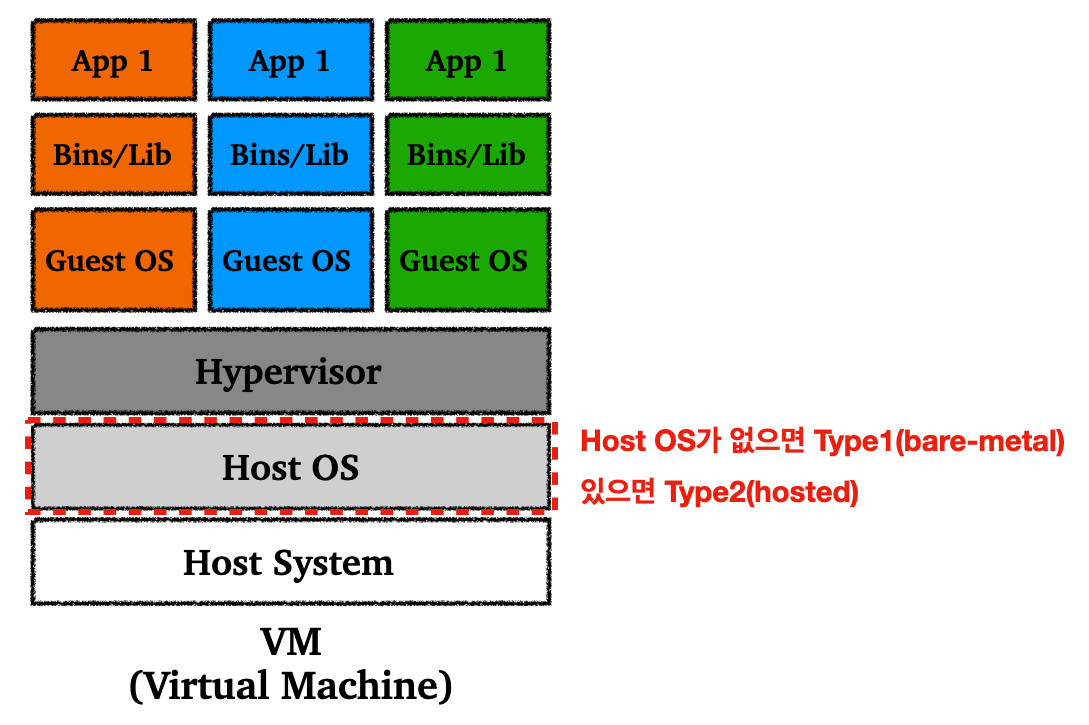 App 1
App 1
App 1
Bins/Lib
Bins/Lib
Bins/Lib
Guest OS
Guest OS
Guest OS
Hypervisor
Host OS
Host OS가 없으면 Type1(bare-metal)
있으면 Type2(hosted)
Host System
VM
(Virtual Machine)